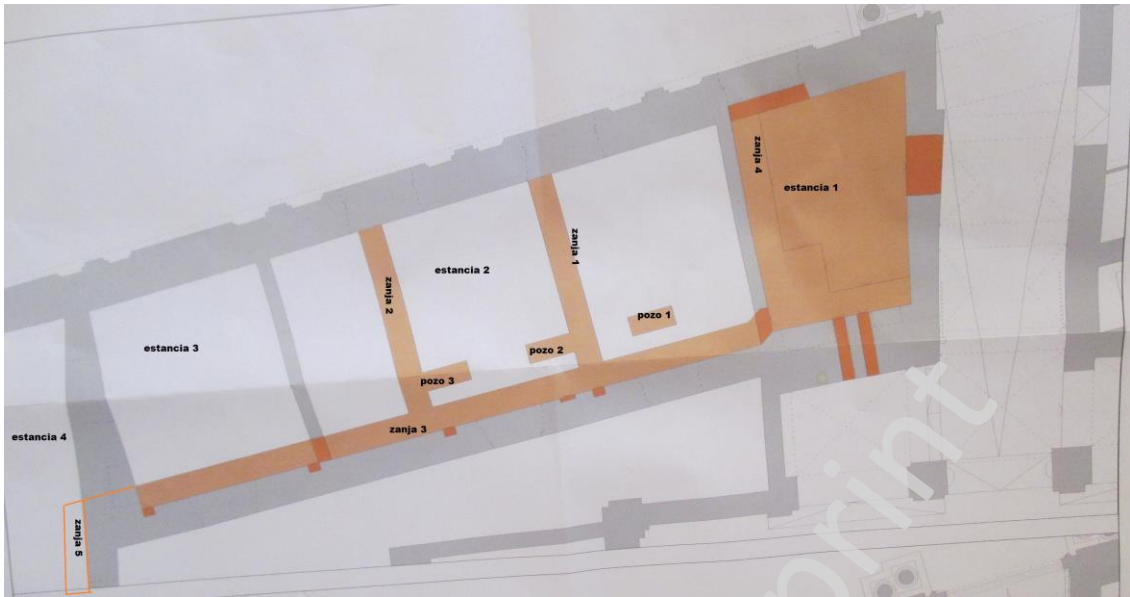 zanja 4
estancia 1
zanja 1
estancia 2
zanja 2
pozo 1
estancia 3
pozo 2
pozo 3
zanja 3
estancia 4
zanja 5
print